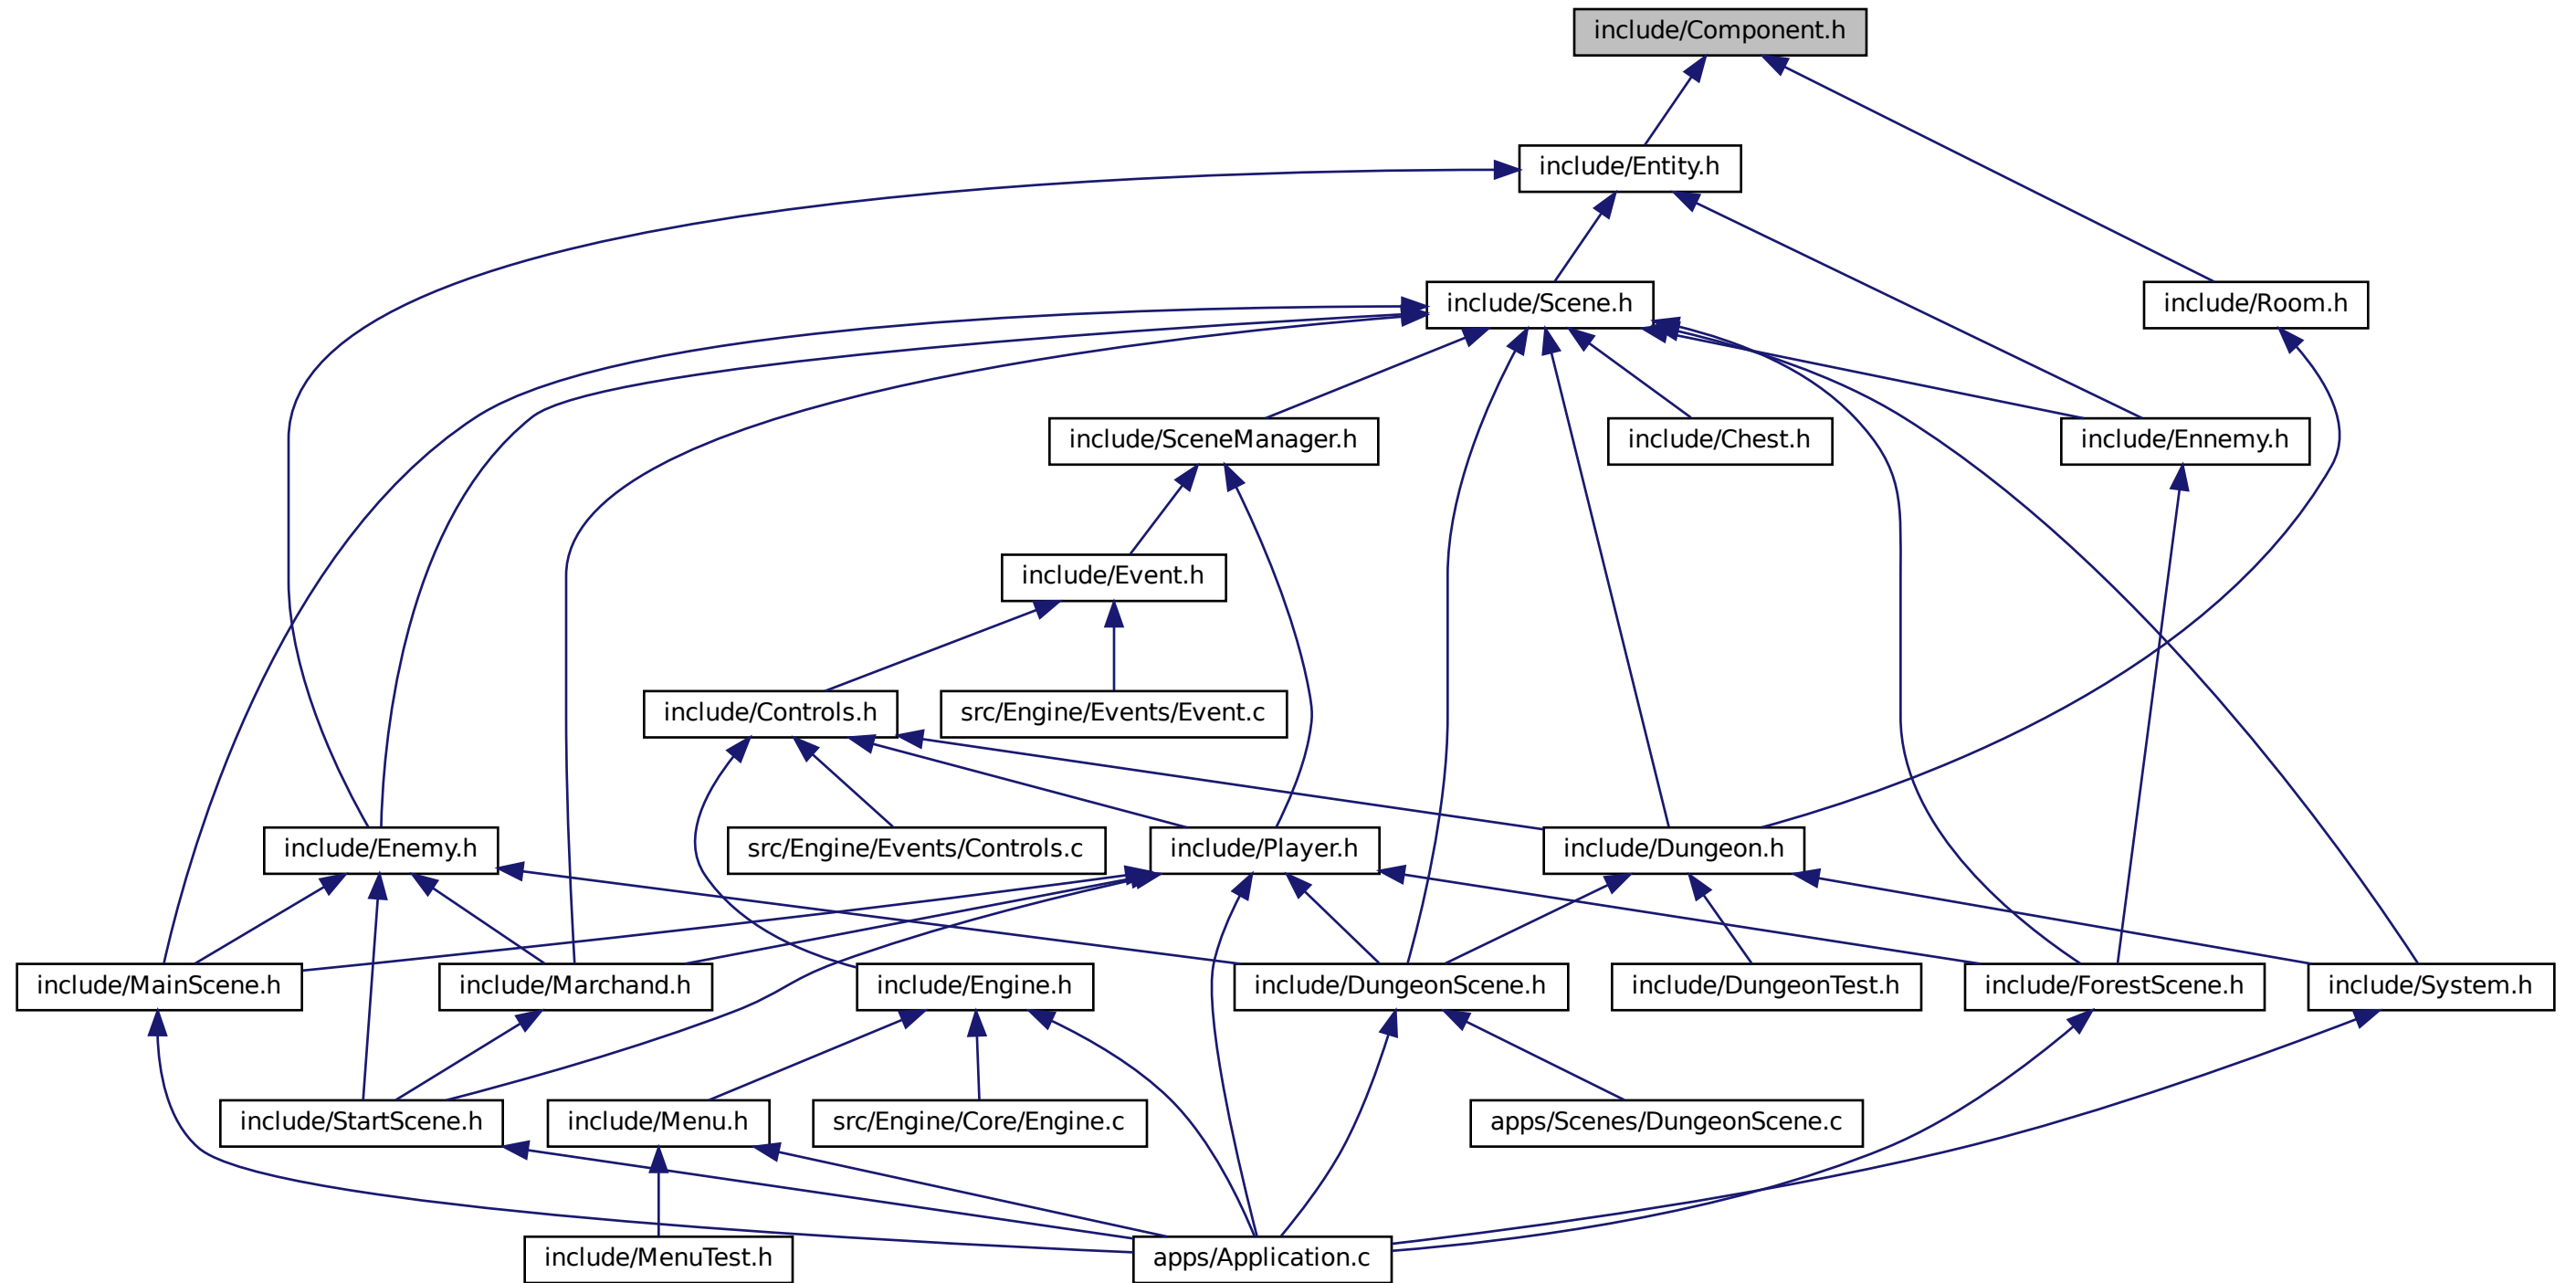 include/Component.h
include/Entity.h
include/Scene.h
include/Room.h
include/SceneManager.h
include/Chest.h
include/Ennemy.h
include/Event.h
include/Controls.h
src/Engine/Events/Event.c
include/Enemy.h
src/Engine/Events/Controls.c
include/Player.h
include/Dungeon.h
include/MainScene.h
include/Marchand.h
include/Engine.h
include/DungeonScene.h
include/DungeonTest.h
include/ForestScene.h
include/System.h
include/StartScene.h
include/Menu.h
src/Engine/Core/Engine.c
apps/Scenes/DungeonScene.c
include/MenuTest.h
apps/Application.c